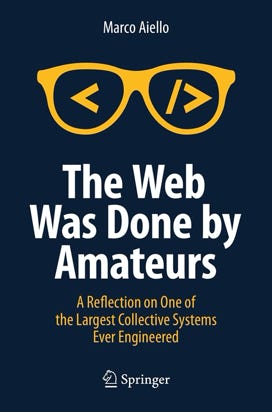 Marco Aiello
< />
The Web
Was Done by
Amateurs
A Reflection on One of
the Largest Collective Systems
Ever Engineered
Springer